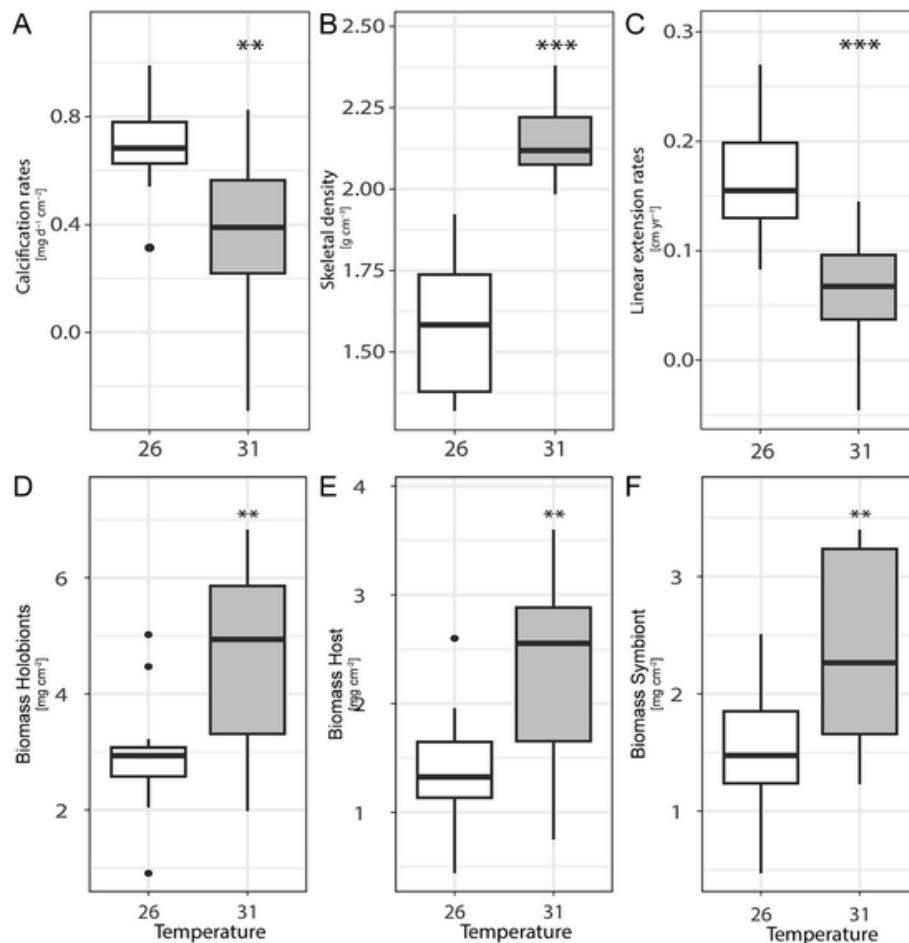 A
**
Calcification rates
[mg d⁻¹ cm⁻²]
0.8
0.4
0.0
26
31
B
***
Skeletal density
[g cm⁻³]
2.50
2.25
2.00
1.75
1.50
26
31
C
***
Linear extension rates
[cm yr⁻¹]
0.3
0.2
0.1
0.0
26
31
D
**
Biomass Holobionts
[mg cm⁻²]
6
4
2
26
31
Temperature
E
**
Biomass Host
[mg cm⁻²]
4
3
2
1
26
31
Temperature
F
**
Biomass Symbiont
[mg cm⁻²]
3
2
1
26
31
Temperature